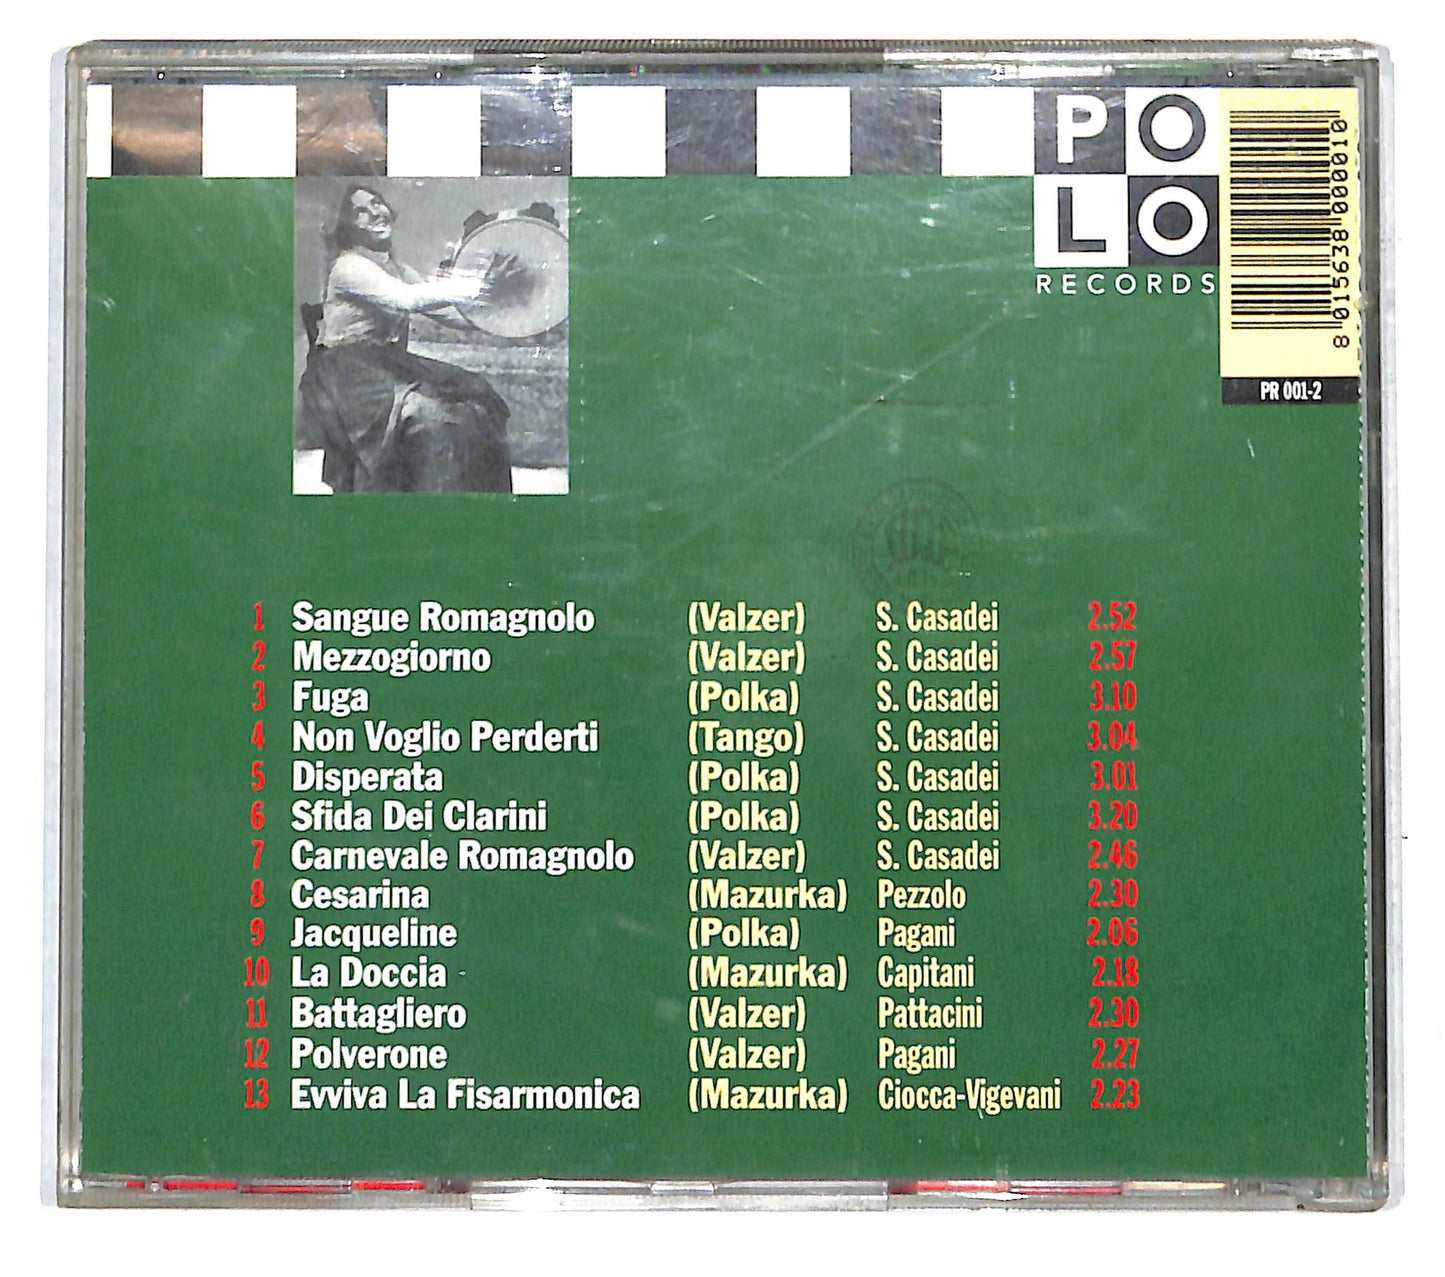 PO
LO
RECORDS
8 015638 000010
PR 001-2
1 Sangue Romagnolo (Valzer) S. Casadei 2.52
2 Mezzogiorno (Valzer) S. Casadei 2.57
3 Fuga (Polka) S. Casadei 3.10
4 Non Voglio Perderti (Tango) S. Casadei 3.04
5 Disperata (Polka) S. Casadei 3.01
6 Sfida Dei Clarini (Polka) S. Casadei 3.20
7 Carnevale Romagnolo (Valzer) S. Casadei 2.46
8 Cesarina (Mazurka) Pezzolo 2.30
9 Jacqueline (Polka) Pagani 2.06
10 La Doccia (Mazurka) Capitani 2.18
11 Battagliero (Valzer) Pattacini 2.30
12 Polverone (Valzer) Pagani 2.27
13 Evviva La Fisarmonica (Mazurka) Ciocca-Vigevani 2.23